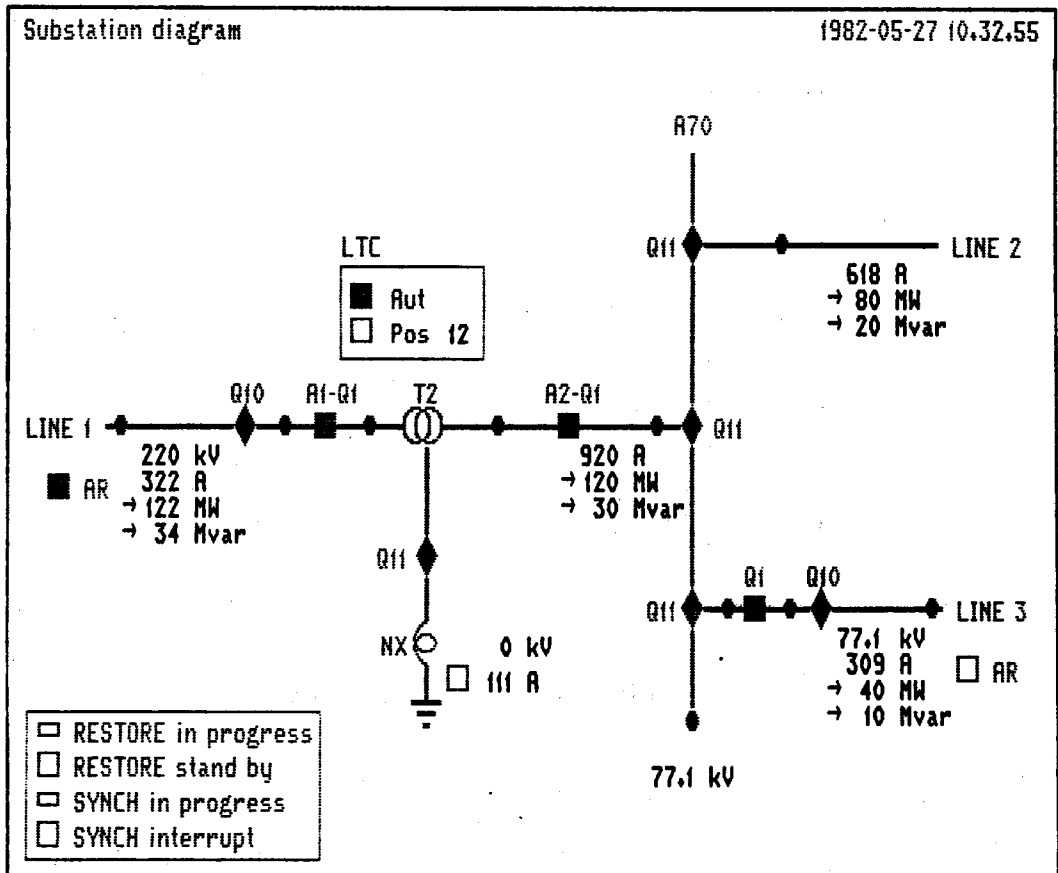 Substation diagram
1982-05-27 10.32.55
A70
Q11
LINE 2
618 A
→ 80 MW
→ 20 Mvar
LTC
Aut
Pos 12
Q10
A1-Q1
T2
A2-Q1
LINE 1
Q11
220 kV
322 A
→ 122 MW
→ 34 Mvar
AR
920 A
→ 120 MW
→ 30 Mvar
Q11
NX
0 kV
111 A
Q11
Q1
Q10
LINE 3
77.1 kV
309 A
→ 40 MW
→ 10 Mvar
AR
77.1 kV
RESTORE in progress
RESTORE stand by
SYNCH in progress
SYNCH interrupt